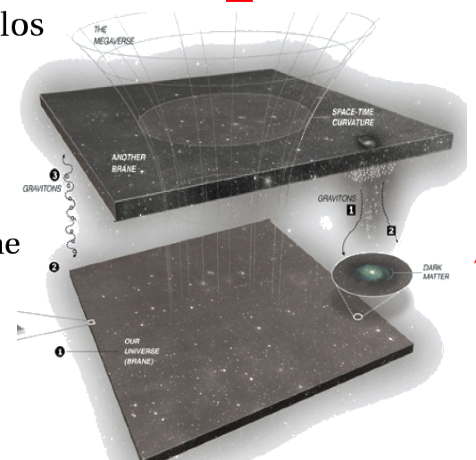 los
THE
MEGAVERSE
SPACE-TIME
CURVATURE
ANOTHER
BRANE
3
GRAVITONS
GRAVITONS
1
2
ne
2
DARK
MATTER
OUR
UNIVERSE
(BRANE)
1